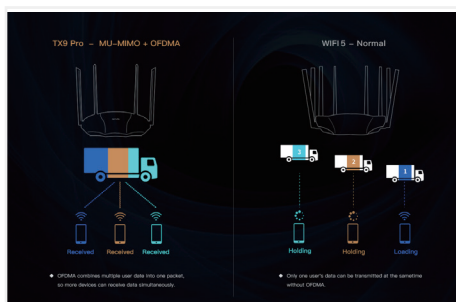 TX9 Pro - MU-MIMO + OFDMA
WIFI 5 - Normal
3
2
1
Received
Received
Received
Holding
Holding
Loading
OFDMA combines multiple user data into one packet,
so more devices can receive data simultaneously.
Only one user's data can be transmitted at the sametime
without OFDMA.